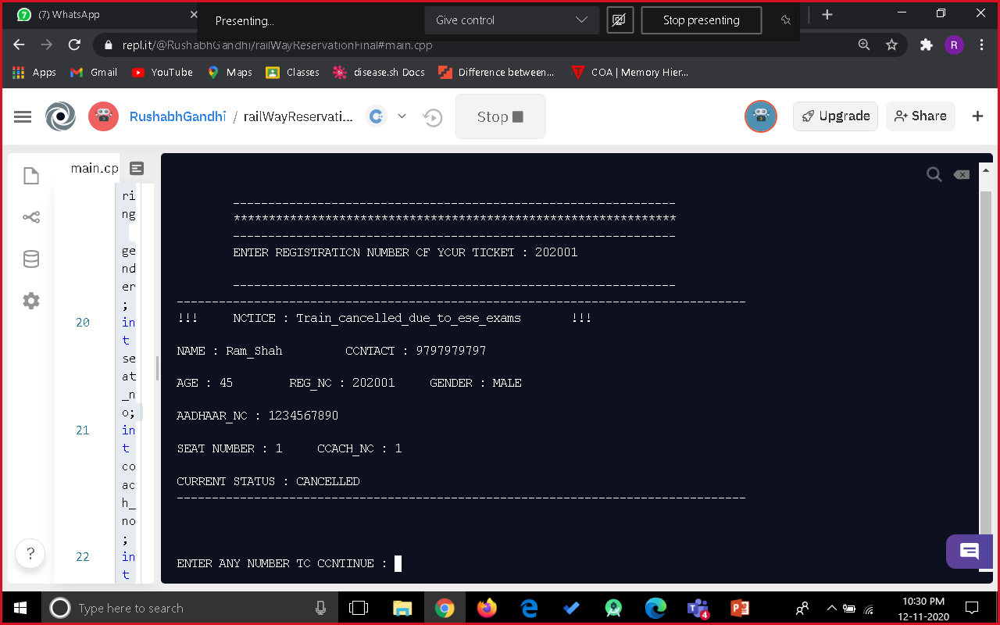 (7) WhatsApp
Presenting...
Give control
Stop presenting
repl.it/@RushabhGandhi/railWayReservationFinal#main.cpp
R
Apps
Gmail
YouTube
Maps
Classes
disease.sh Docs
Difference between...
COA | Memory Hier...
RushabhGandhi / railWayReservati...
Stop
Upgrade
Share
main.cp
ri
ng
ge
nd
er
;
20 in
t
se
at
_n
o;
21 in
t
co
ac
h_
no
;
22 in
t
------------------------------------------------------------
***************************************************************
---------------------------------------------------------------
ENTER REGISTRATION NUMBER OF YOUR TICKET : 202001
---------------------------------------------------------------
---------------------------------------------------------------------------------
!!! NOTICE : Train_cancelled_due_to_ese_exams !!!
NAME : Ram_Shah CONTACT : 9797979797
AGE : 45 REG_NO : 202001 GENDER : MALE
AADHAAR_NO : 1234567890
SEAT NUMBER : 1 COACH_NO : 1
CURRENT STATUS : CANCELLED
---------------------------------------------------------------------------------
ENTER ANY NUMBER TO CONTINUE :
?
Type here to search
4
10:30 PM
12-11-2020